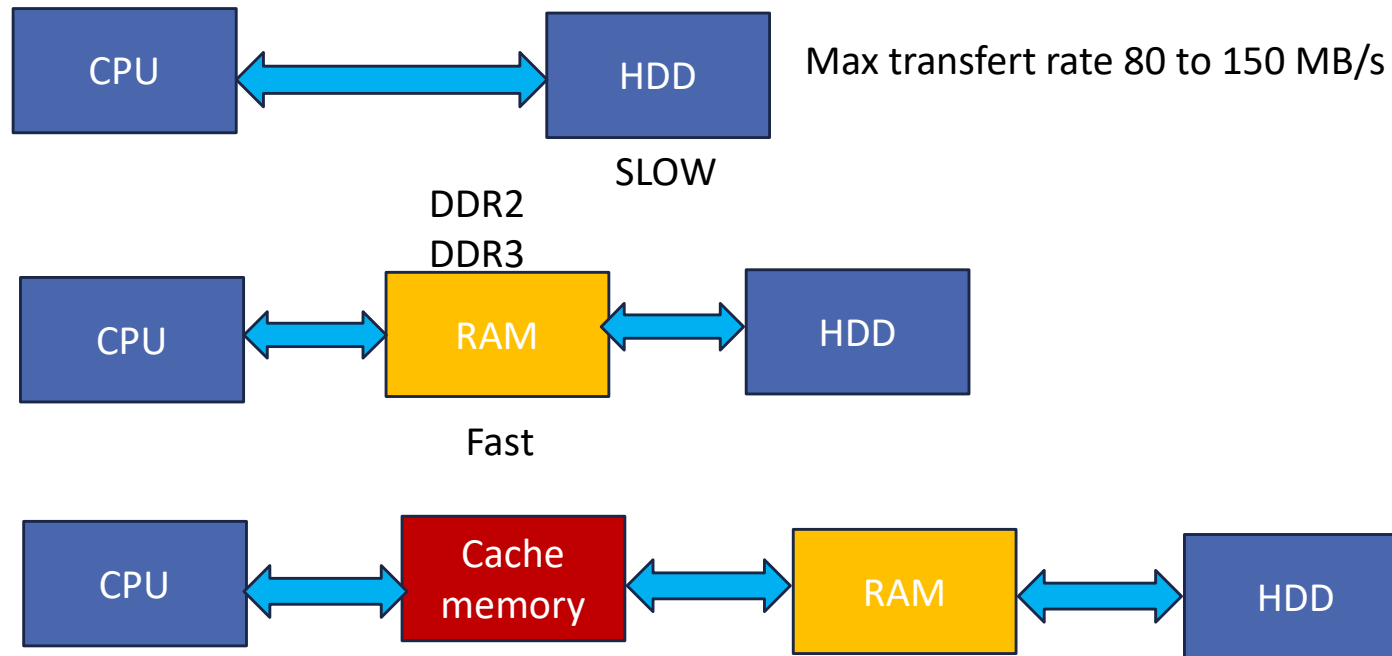 CPU
HDD
Max transfert rate 80 to 150 MB/s
SLOW
DDR2
DDR3
CPU
RAM
HDD
Fast
CPU
Cache
memory
RAM
HDD